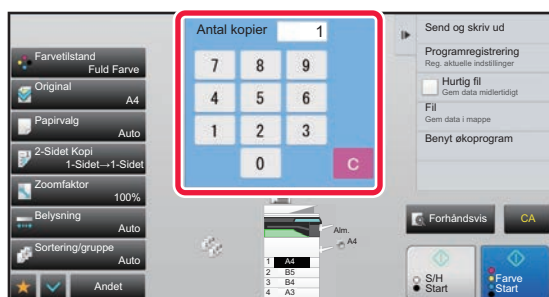 Farvetilstand
Fuld Farve
Original
A4
Papirvalg
Auto
2-Sidet Kopi
1-Sidet→1-Sidet
Zoomfaktor
100%
Belysning
Auto
Sortering/gruppe
Auto
Andet
Antal kopier 1
7 8 9
4 5 6
1 2 3
0 C
Alm.
A4
1 A4
2 B5
3 B4
4 A3
Send og skriv ud
Programregistrering
Reg. aktuelle indstillinger
Hurtig fil
Gem data midlertidigt
Fil
Gem data i mappe
Benyt økoprogram
Forhåndsvis
CA
S/H
Start
Farve
Start